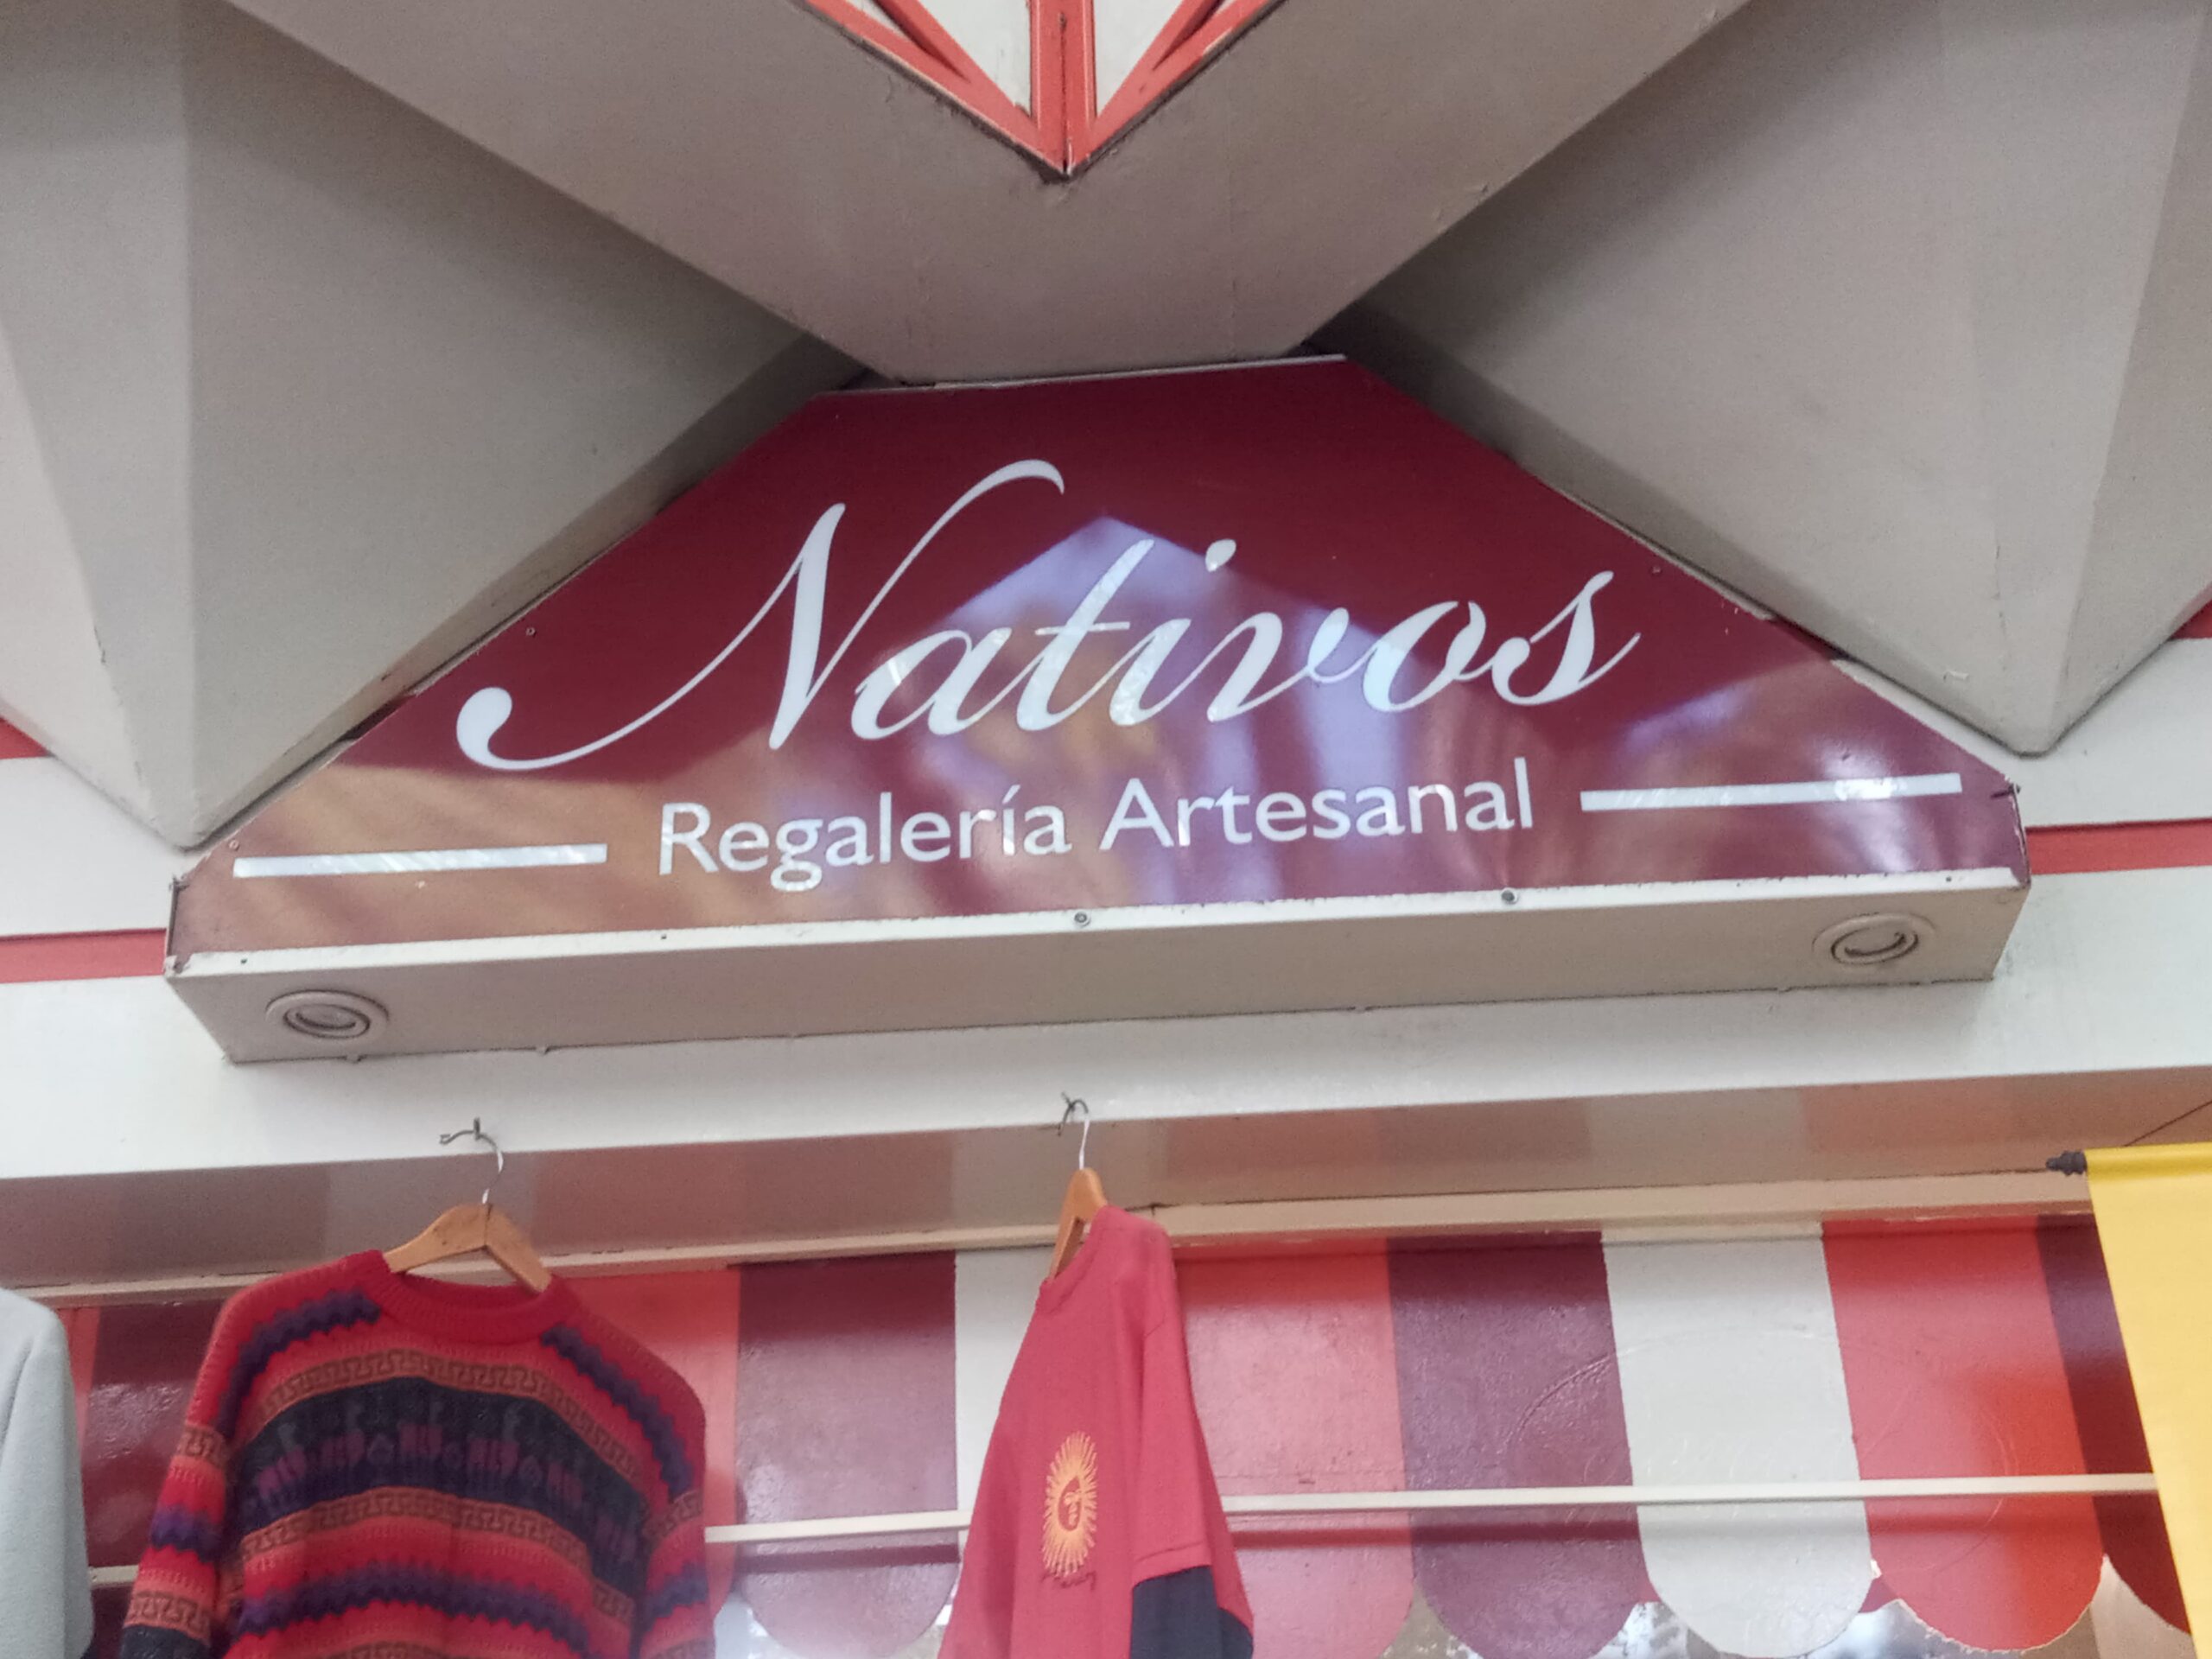 Nativos
Regalería Artesanal